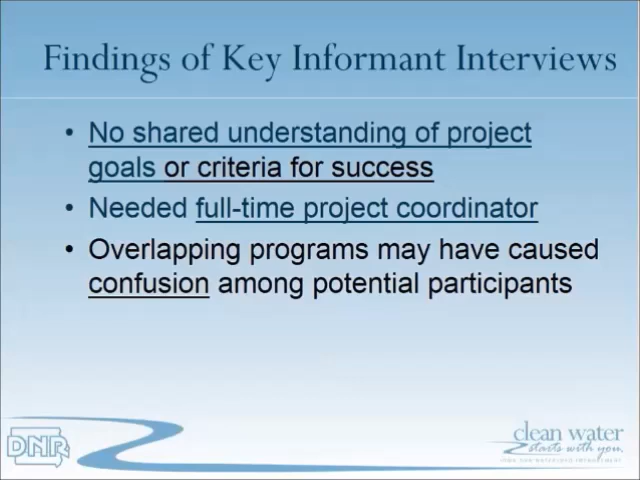 Findings of Key Informant Interviews
• No shared understanding of project
goals or criteria for success
• Needed full-time project coordinator
• Overlapping programs may have caused
confusion among potential participants
DNR
clean water
starts with you.